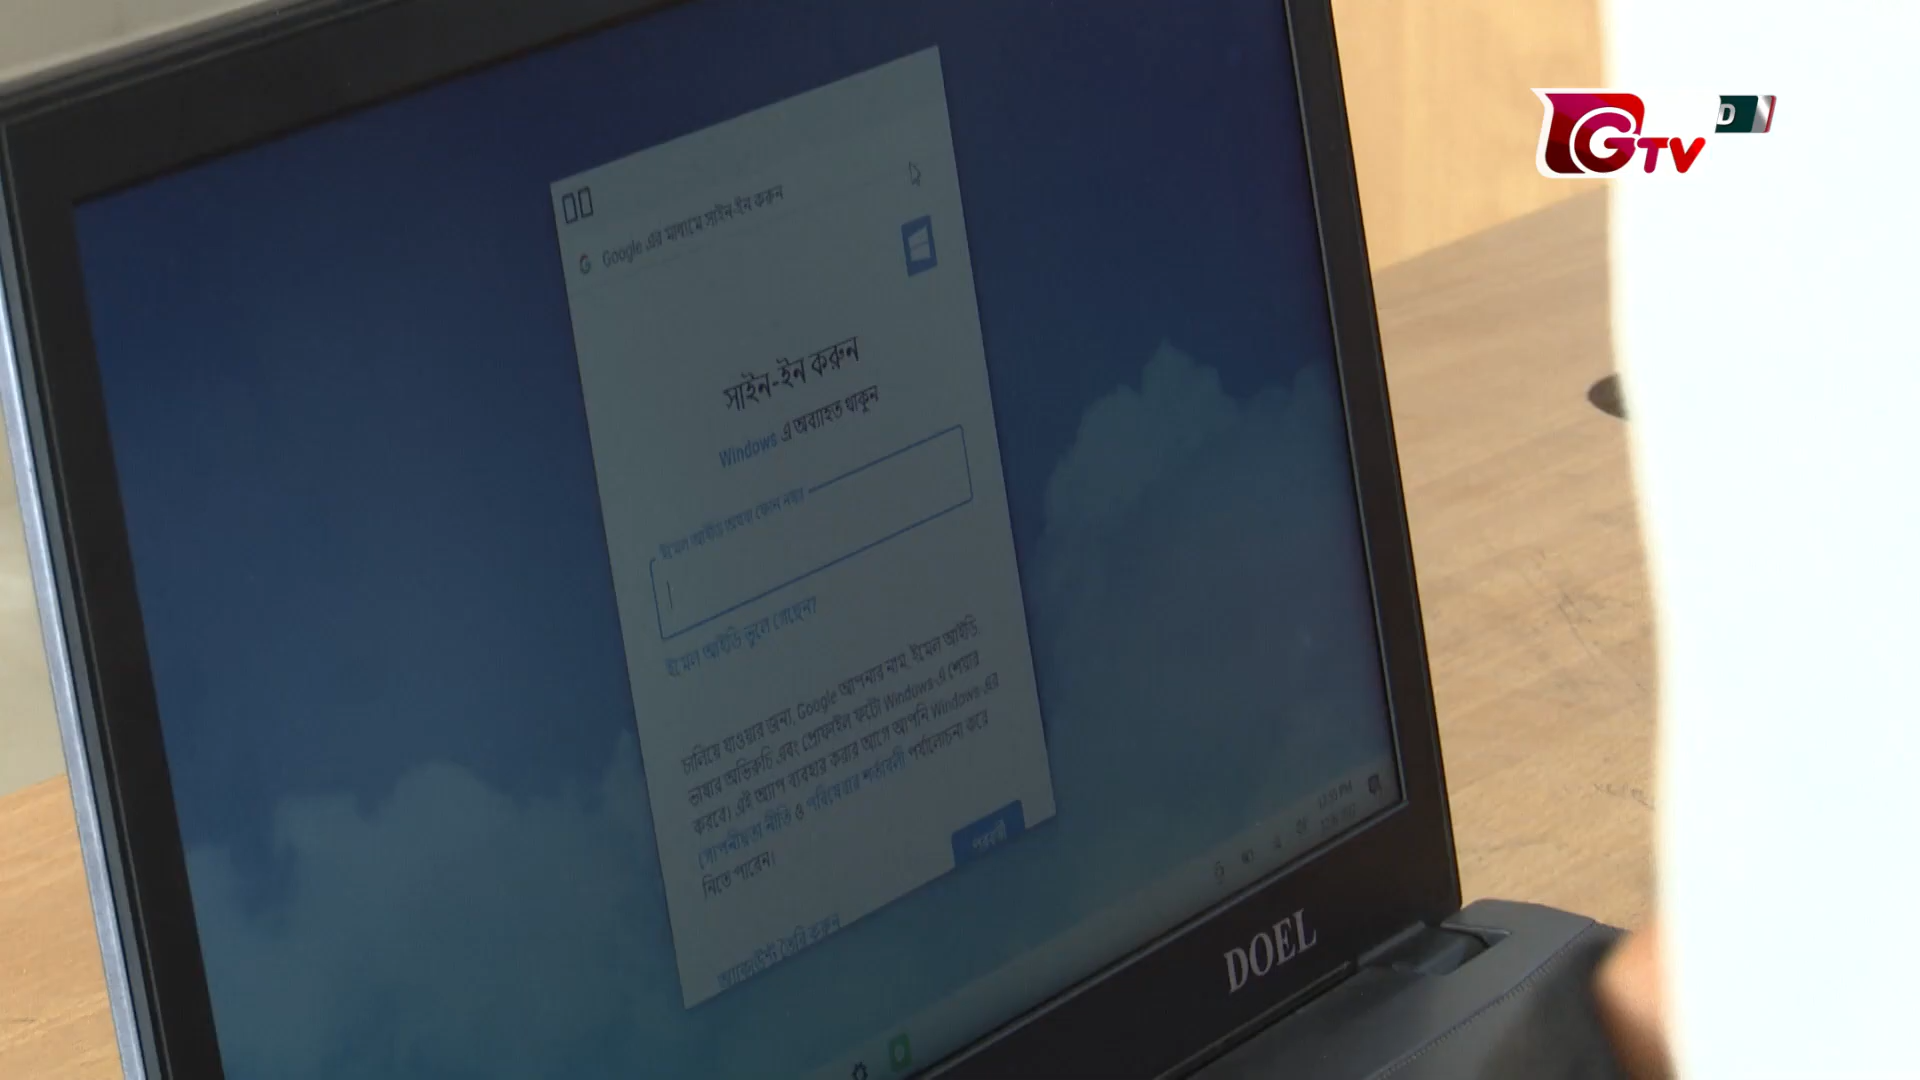 GTV
D
Google এর মাধ্যমে সাইন-ইন করুন
সাইন-ইন করুন
Windows এ অব্যাহত থাকুন
ইমেল আইডি অথবা ফোন নম্বর
ইমেল আইডি ভুলে গেছেন?
চালিয়ে যাওয়ার জন্য, Google আপনার নাম, ইমেল আইডি,
ভাষার অভিরুচি এবং প্রোফাইল ফটো Windows এ শেয়ার
করবে। এই অ্যাপ ব্যবহার করার আগে আপনি Windows এর
গোপনীয়তা নীতি ও পরিষেবার শর্তাবলী পর্যালোচনা করে
নিতে পারেন।
পরবর্তী
অ্যাকাউন্ট তৈরি করুন
DOEL